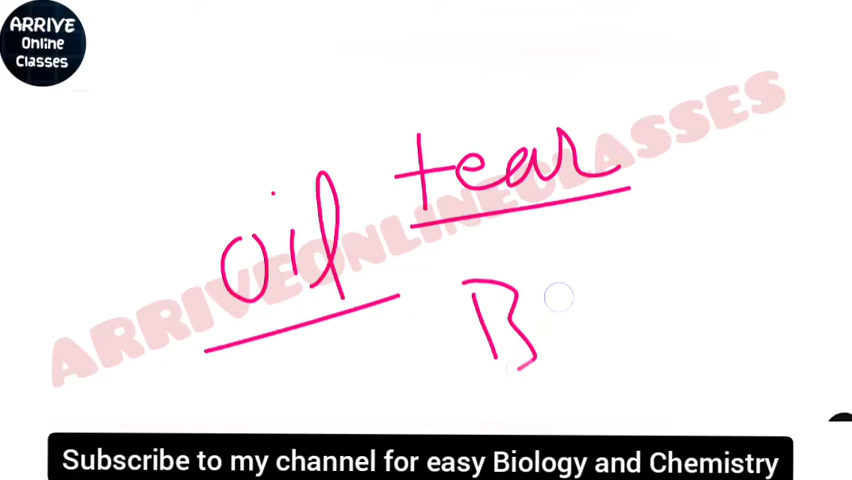 ARRIVE
Online
Classes
ARRIVEONLINECLASSES
tear
oil
B
Subscribe to my channel for easy Biology and Chemistry